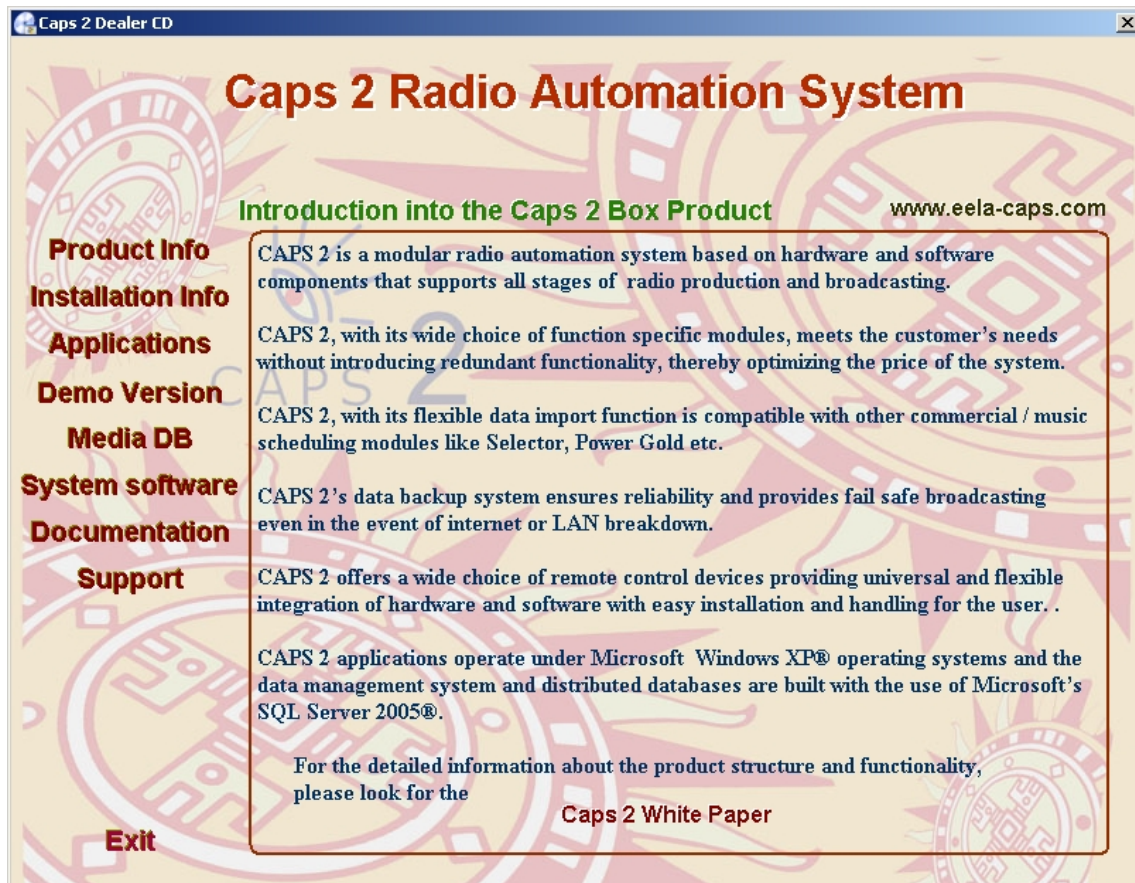 Caps 2 Dealer CD
Caps 2 Radio Automation System
Introduction into the Caps 2 Box Product
www.eela-caps.com
Product Info
Installation Info
Applications
Demo Version
Media DB
System software
Documentation
Support
Exit
CAPS 2
CAPS 2 is a modular radio automation system based on hardware and software
components that supports all stages of radio production and broadcasting.
CAPS 2, with its wide choice of function specific modules, meets the customer's needs
without introducing redundant functionality, thereby optimizing the price of the system.
CAPS 2, with its flexible data import function is compatible with other commercial / music
scheduling modules like Selector, Power Gold etc.
CAPS 2's data backup system ensures reliability and provides fail safe broadcasting
even in the event of internet or LAN breakdown.
CAPS 2 offers a wide choice of remote control devices providing universal and flexible
integration of hardware and software with easy installation and handling for the user. .
CAPS 2 applications operate under Microsoft Windows XP® operating systems and the
data management system and distributed databases are built with the use of Microsoft's
SQL Server 2005®.
For the detailed information about the product structure and functionality,
please look for the
Caps 2 White Paper